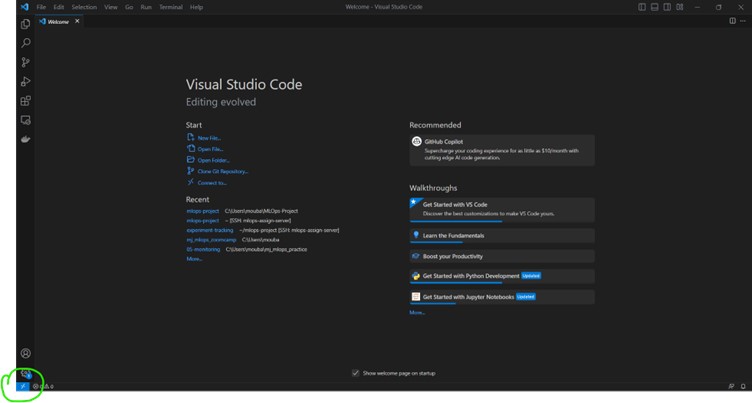 File Edit Selection View Go Run Terminal Help
Welcome - Visual Studio Code
Welcome
Visual Studio Code
Editing evolved
Start
New File...
Open File...
Open Folder...
Clone Git Repository...
Connect to...
Recent
mlops-project C:\Users\mouba\MLOps-Project
mlops-project ~ [SSH: mlops-assign-server]
experiment-tracking ~/mlops-project [SSH: mlops-assign-server]
mj_mlops_zoomcamp C:\Users\mouba
05-monitoring C:\Users\mouba\mj_mlops_practice
More...
Recommended
GitHub Copilot
Supercharge your coding experience for as little as $10/month with
cutting edge AI code generation.
Walkthroughs
Get Started with VS Code
Discover the best customizations to make VS Code yours.
Learn the Fundamentals
Boost your Productivity
Get Started with Python Development Updated
Get Started with Jupyter Notebooks Updated
More...
Show welcome page on startup
0 0